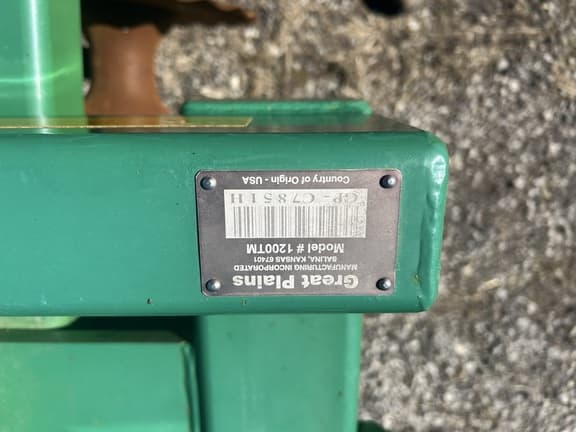 Great Plains
MANUFACTURING INCORPORATED
SALINA, KANSAS 67401
Model # 1200TM
GP-C7851H
Country of Origin - USA